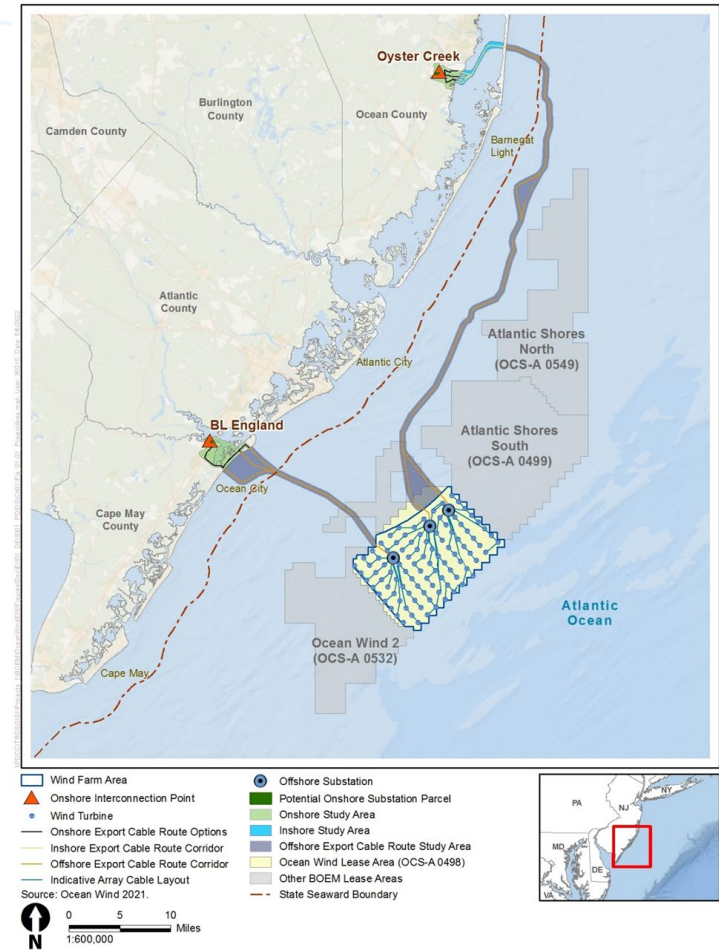 Oyster Creek
Burlington
County
Ocean County
Camden County
Barnegat
Light
Atlantic
County
Atlantic Shores
North
(OCS-A 0549)
Atlantic City
BL England
Atlantic Shores
South
(OCS-A 0499)
Ocean City
Cape May
County
Atlantic
Ocean
Ocean Wind 2
(OCS-A 0532)
Cape May
Wind Farm Area
Onshore Interconnection Point
Wind Turbine
Onshore Export Cable Route Options
Inshore Export Cable Route Corridor
Offshore Export Cable Route Corridor
Indicative Array Cable Layout
Source: Ocean Wind 2021.
Offshore Substation
Potential Onshore Substation Parcel
Onshore Study Area
Inshore Study Area
Offshore Export Cable Route Study Area
Ocean Wind Lease Area (OCS-A 0498)
Other BOEM Lease Areas
State Seaward Boundary
N
0 5 10
Miles
1:600,000
PA
NY
NJ
MD
DE
VA